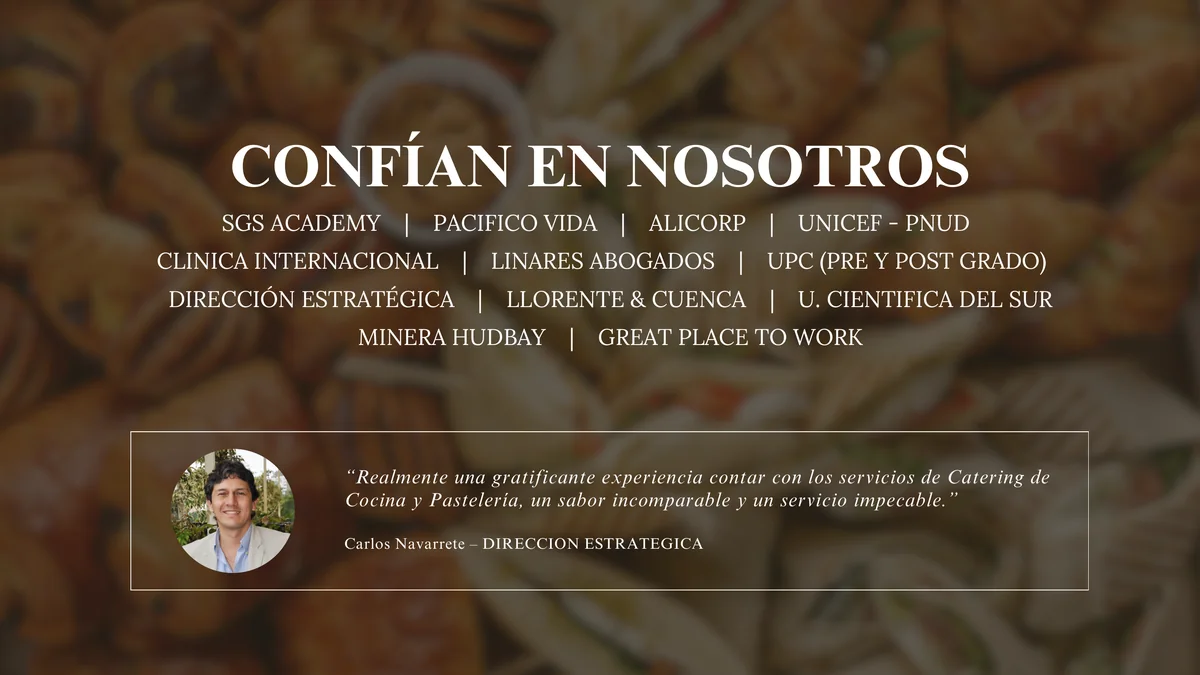 CONFÍAN EN NOSOTROS
SGS ACADEMY | PACIFICO VIDA | ALICORP | UNICEF - PNUD
CLINICA INTERNACIONAL | LINARES ABOGADOS | UPC (PRE Y POST GRADO)
DIRECCIÓN ESTRATÉGICA | LLORENTE & CUENCA | U. CIENTIFICA DEL SUR
MINERA HUDBAY | GREAT PLACE TO WORK
“Realmente una gratificante experiencia contar con los servicios de Catering de
Cocina y Pastelería, un sabor incomparable y un servicio impecable.”
Carlos Navarrete – DIRECCION ESTRATEGICA